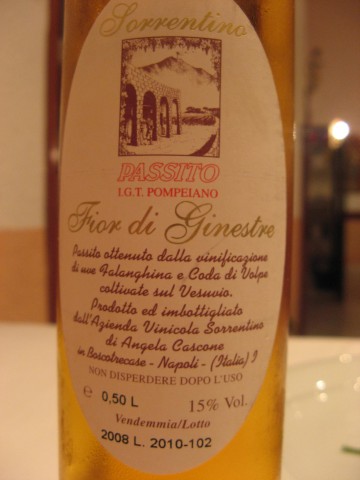 Sorrentino
PASSITO
I.G.T. POMPEIANO
Fior di Ginestre
Passito ottenuto dalla vinificazione
di uve Falanghina e Coda di Volpe
coltivate sul Vesuvio.
Prodotto ed imbottigliato
dall'Azienda Vinicola Sorrentino
di Angela Cascone
in Boscotrecase - Napoli - (Italia) I
NON DISPERDERE DOPO L'USO
e 0,50 L 15% Vol.
Vendemmia/Lotto
2008 L. 2010-102